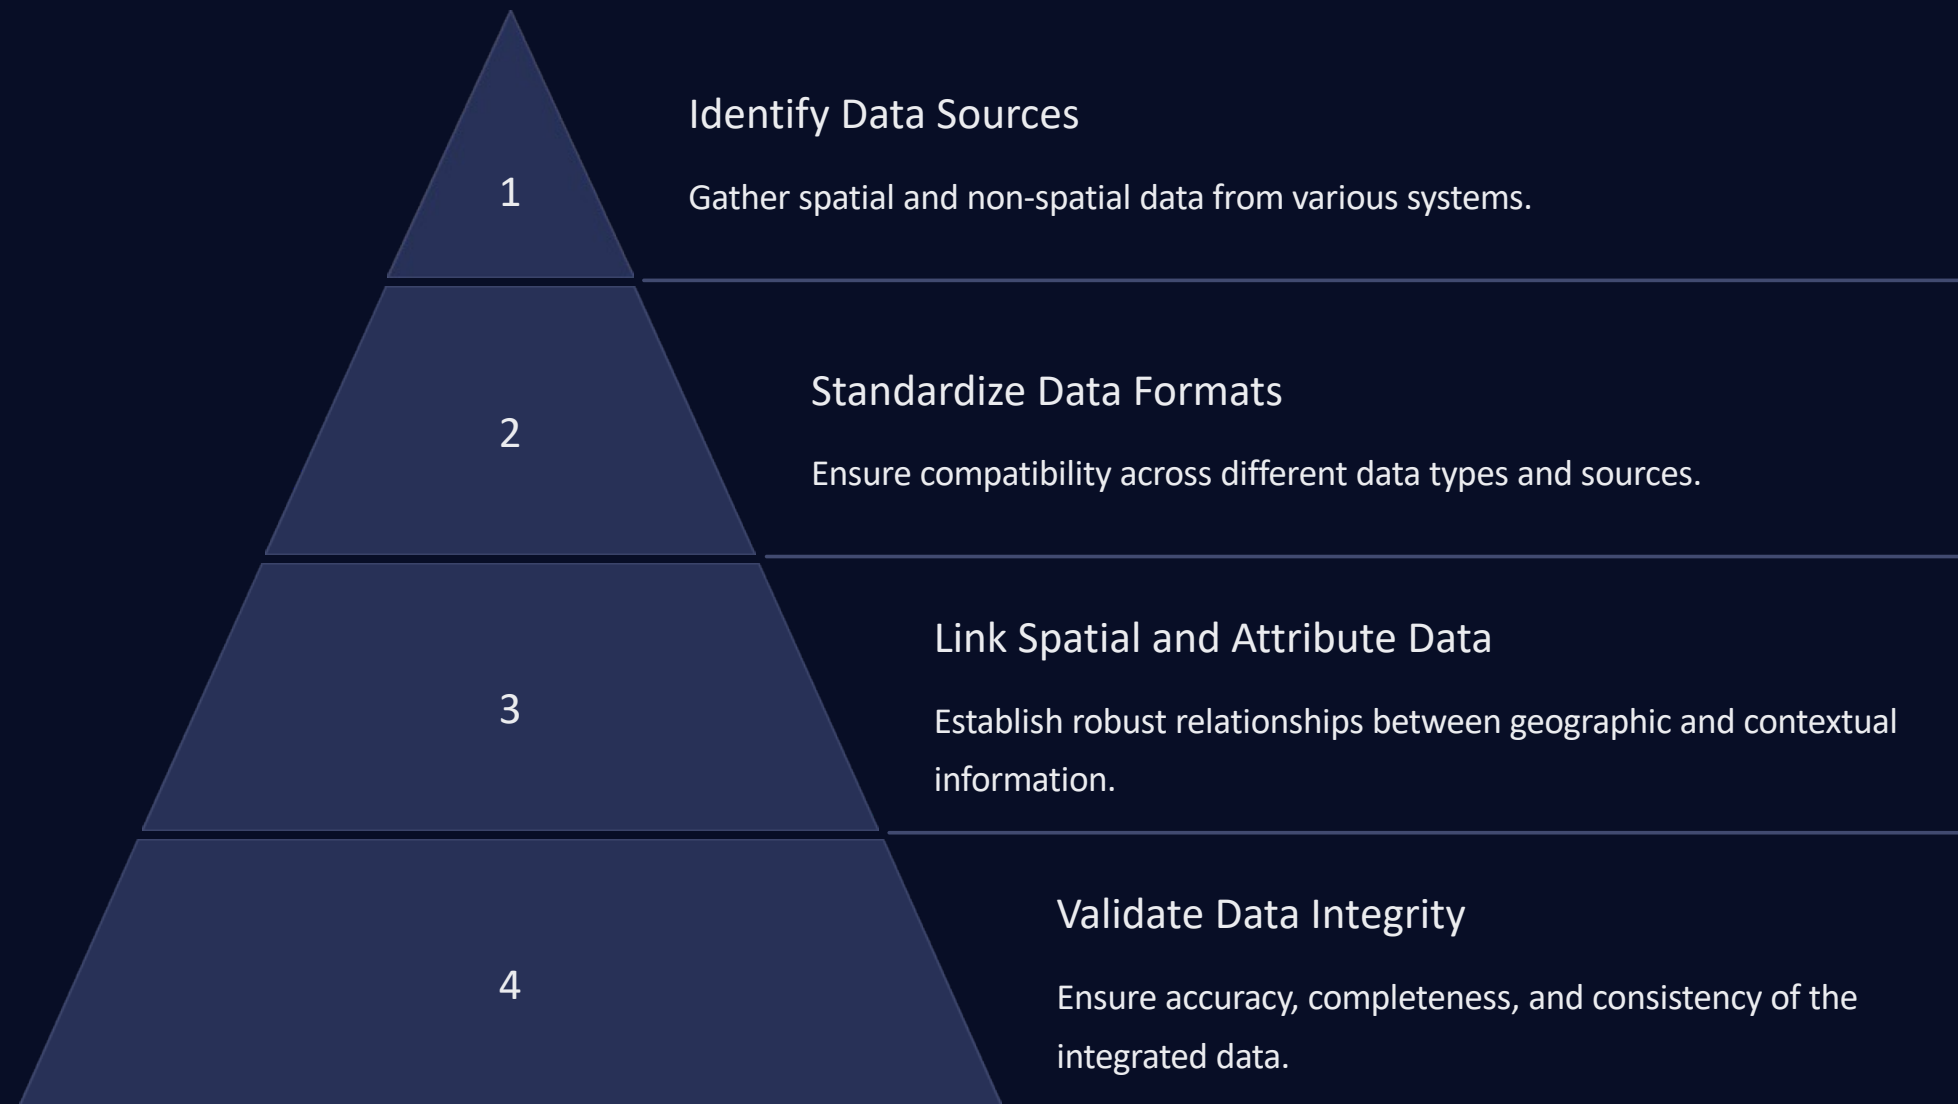 1
Identify Data Sources
Gather spatial and non-spatial data from various systems.
2
Standardize Data Formats
Ensure compatibility across different data types and sources.
3
Link Spatial and Attribute Data
Establish robust relationships between geographic and contextual
information.
4
Validate Data Integrity
Ensure accuracy, completeness, and consistency of the
integrated data.